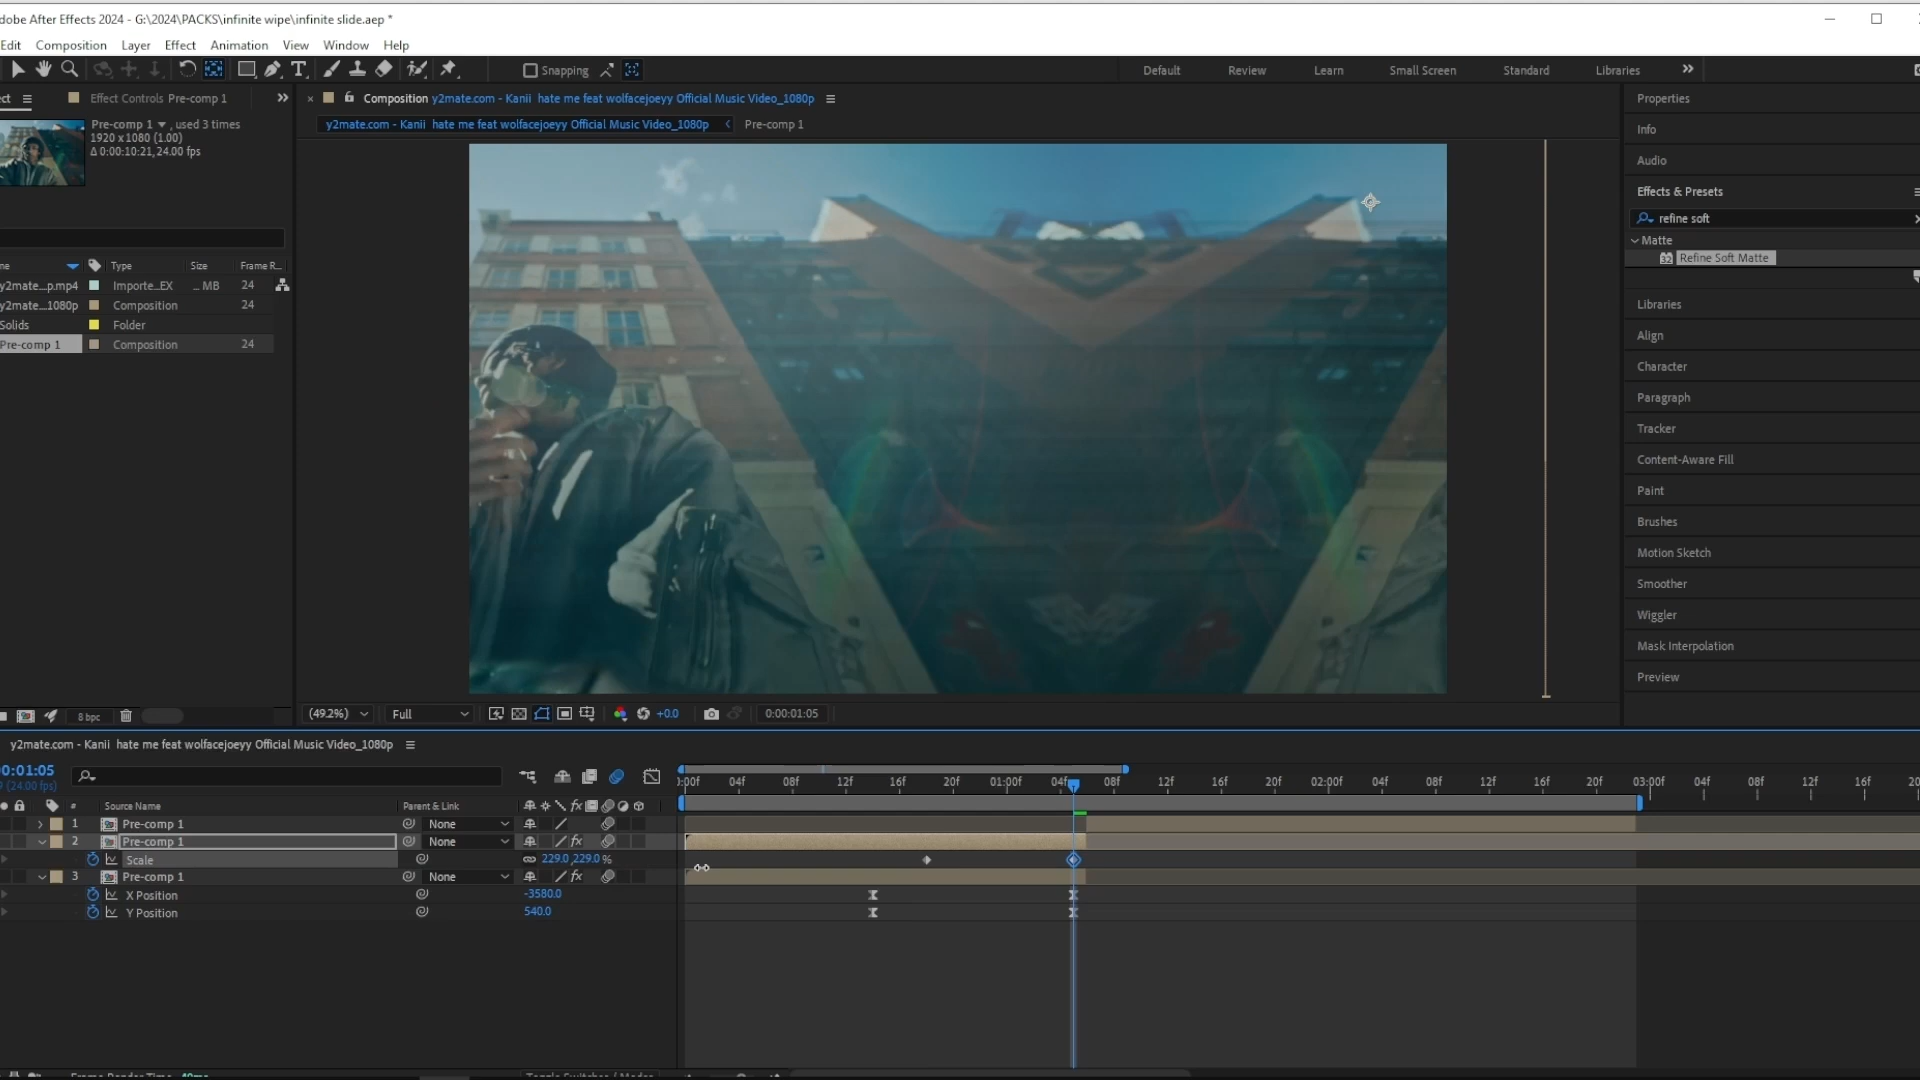 dobe After Effects 2024 - G:\2024\PACKS\infinite wipe\infinite slide.aep *
Edit Composition Layer Effect Animation View Window Help
Snapping
Default Review Learn Small Screen Standard Libraries
ect Effect Controls Pre-comp 1
Composition y2mate.com - Kanii hate me feat wolfacejoeyy Official Music Video_1080p
y2mate.com - Kanii hate me feat wolfacejoeyy Official Music Video_1080p Pre-comp 1
Pre-comp 1 , used 3 times
1920 x 1080 (1.00)
Δ 0:00:10:21, 24.00 fps
me Type Size Frame R...
y2mate....p.mp4 Importe...EX ... MB 24
y2mate....1080p Composition 24
Solids Folder
Pre-comp 1 Composition 24
8 bpc
(49.2%) Full +0.0 0:00:01:05
Properties
Info
Audio
Effects & Presets
refine soft
Matte
32 Refine Soft Matte
Libraries
Align
Character
Paragraph
Tracker
Content-Aware Fill
Paint
Brushes
Motion Sketch
Smoother
Wiggler
Mask Interpolation
Preview
y2mate.com - Kanii hate me feat wolfacejoeyy Official Music Video_1080p
00:01:05
(24.00 fps)
:00f 04f 08f 12f 16f 20f 01:00f 04f 08f 12f 16f 20f 02:00f 04f 08f 12f 16f 20f 03:00f 04f 08f 12f 16f 20
# Source Name Parent & Link
1 Pre-comp 1 None
2 Pre-comp 1 None
Scale 229.0,229.0 %
3 Pre-comp 1 None
X Position -3580.0
Y Position 540.0
Frame Render Time 40ms Toggle Switches / Modes